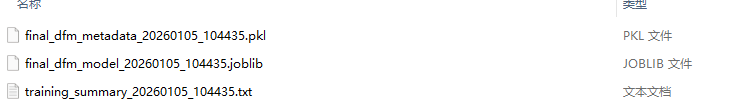 名称 类型
final_dfm_metadata_20260105_104435.pkl PKL 文件
final_dfm_model_20260105_104435.joblib JOBLIB 文件
training_summary_20260105_104435.txt 文本文档